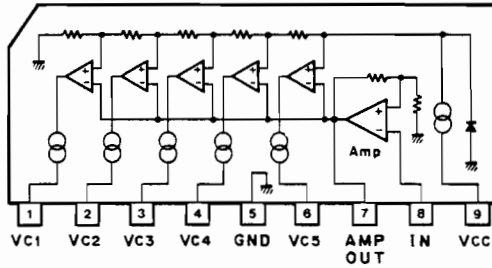 + + + + + +
- - - - - -
Amp
1 2 3 4 5 6 7 8 9
VC1 VC2 VC3 VC4 GND VC5 AMP OUT IN VCC